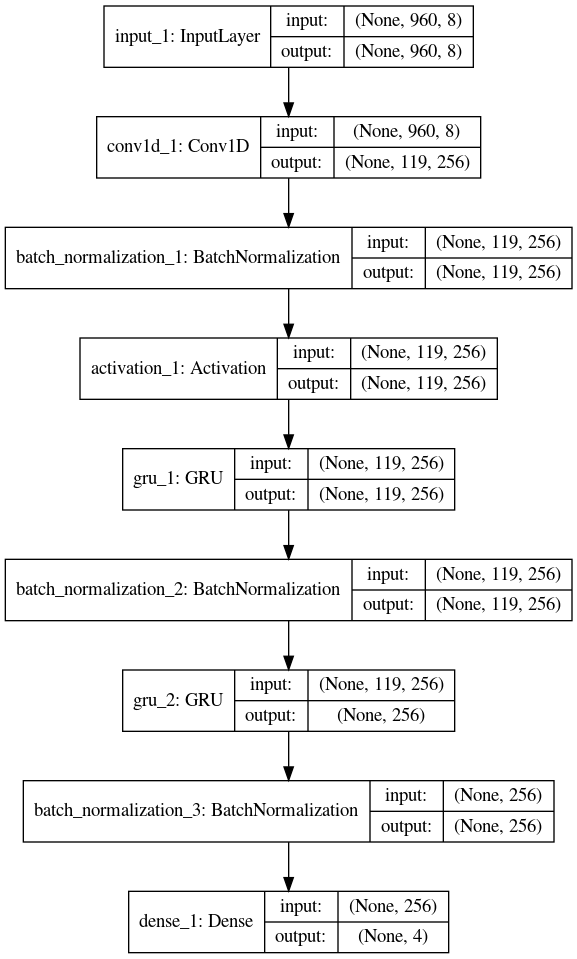 input_1: InputLayer
input: (None, 960, 8)
output: (None, 960, 8)
conv1d_1: Conv1D
input: (None, 960, 8)
output: (None, 119, 256)
batch_normalization_1: BatchNormalization
input: (None, 119, 256)
output: (None, 119, 256)
activation_1: Activation
input: (None, 119, 256)
output: (None, 119, 256)
gru_1: GRU
input: (None, 119, 256)
output: (None, 119, 256)
batch_normalization_2: BatchNormalization
input: (None, 119, 256)
output: (None, 119, 256)
gru_2: GRU
input: (None, 119, 256)
output: (None, 256)
batch_normalization_3: BatchNormalization
input: (None, 256)
output: (None, 256)
dense_1: Dense
input: (None, 256)
output: (None, 4)